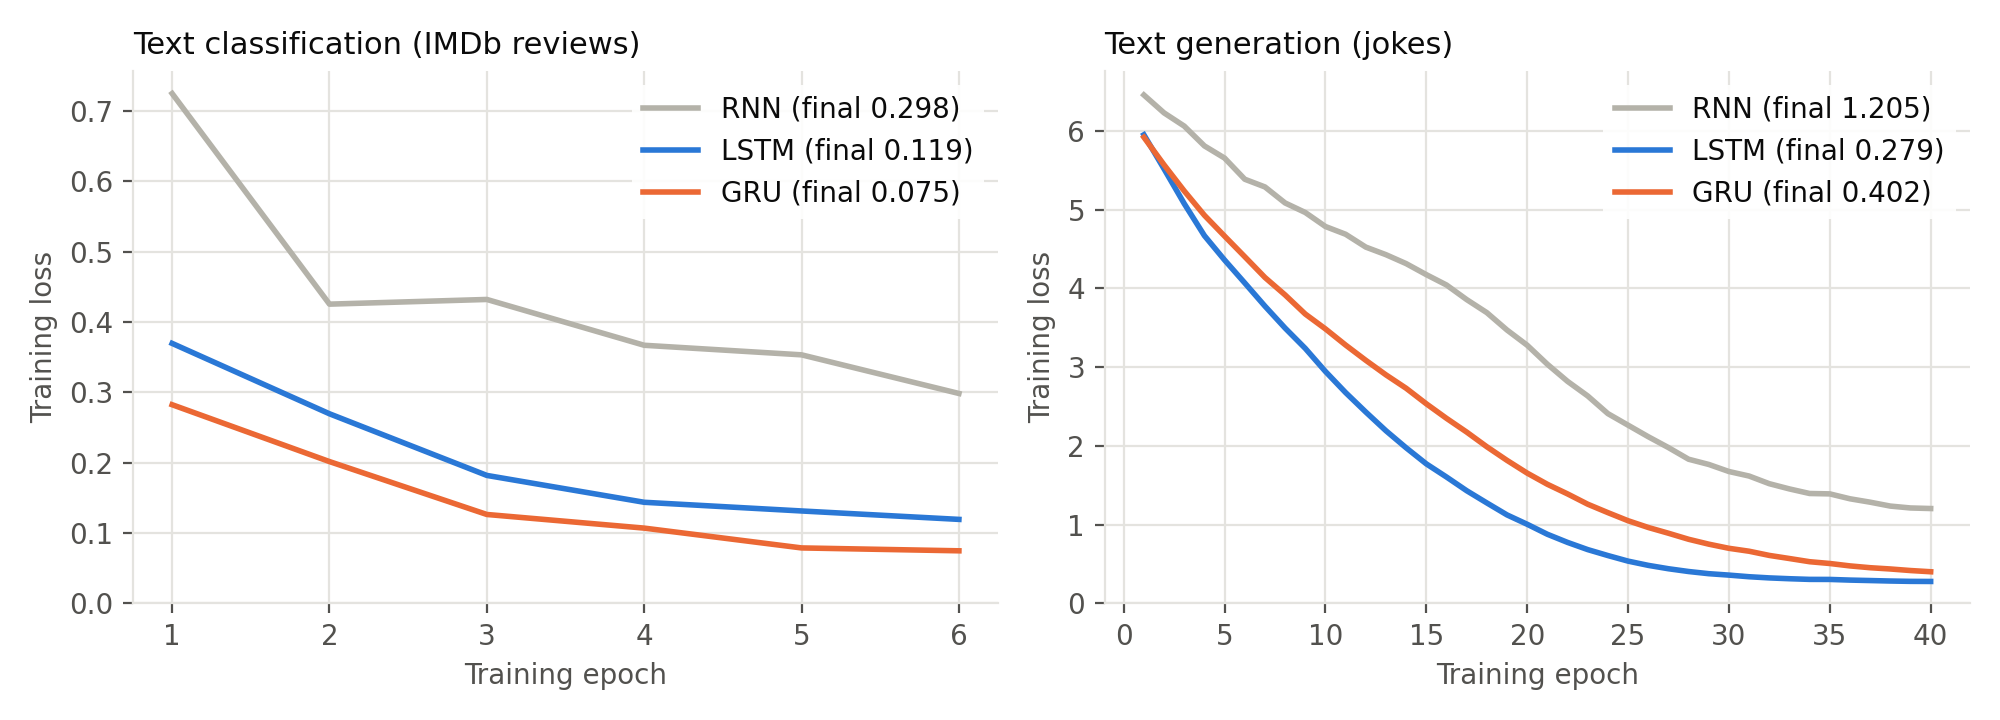 Text classification (IMDb reviews)
RNN (final 0.298)
LSTM (final 0.119)
GRU (final 0.075)
Training loss
0.7
0.6
0.5
0.4
0.3
0.2
0.1
0.0
1 2 3 4 5 6
Training epoch
Text generation (jokes)
RNN (final 1.205)
LSTM (final 0.279)
GRU (final 0.402)
Training loss
6
5
4
3
2
1
0
0 5 10 15 20 25 30 35 40
Training epoch